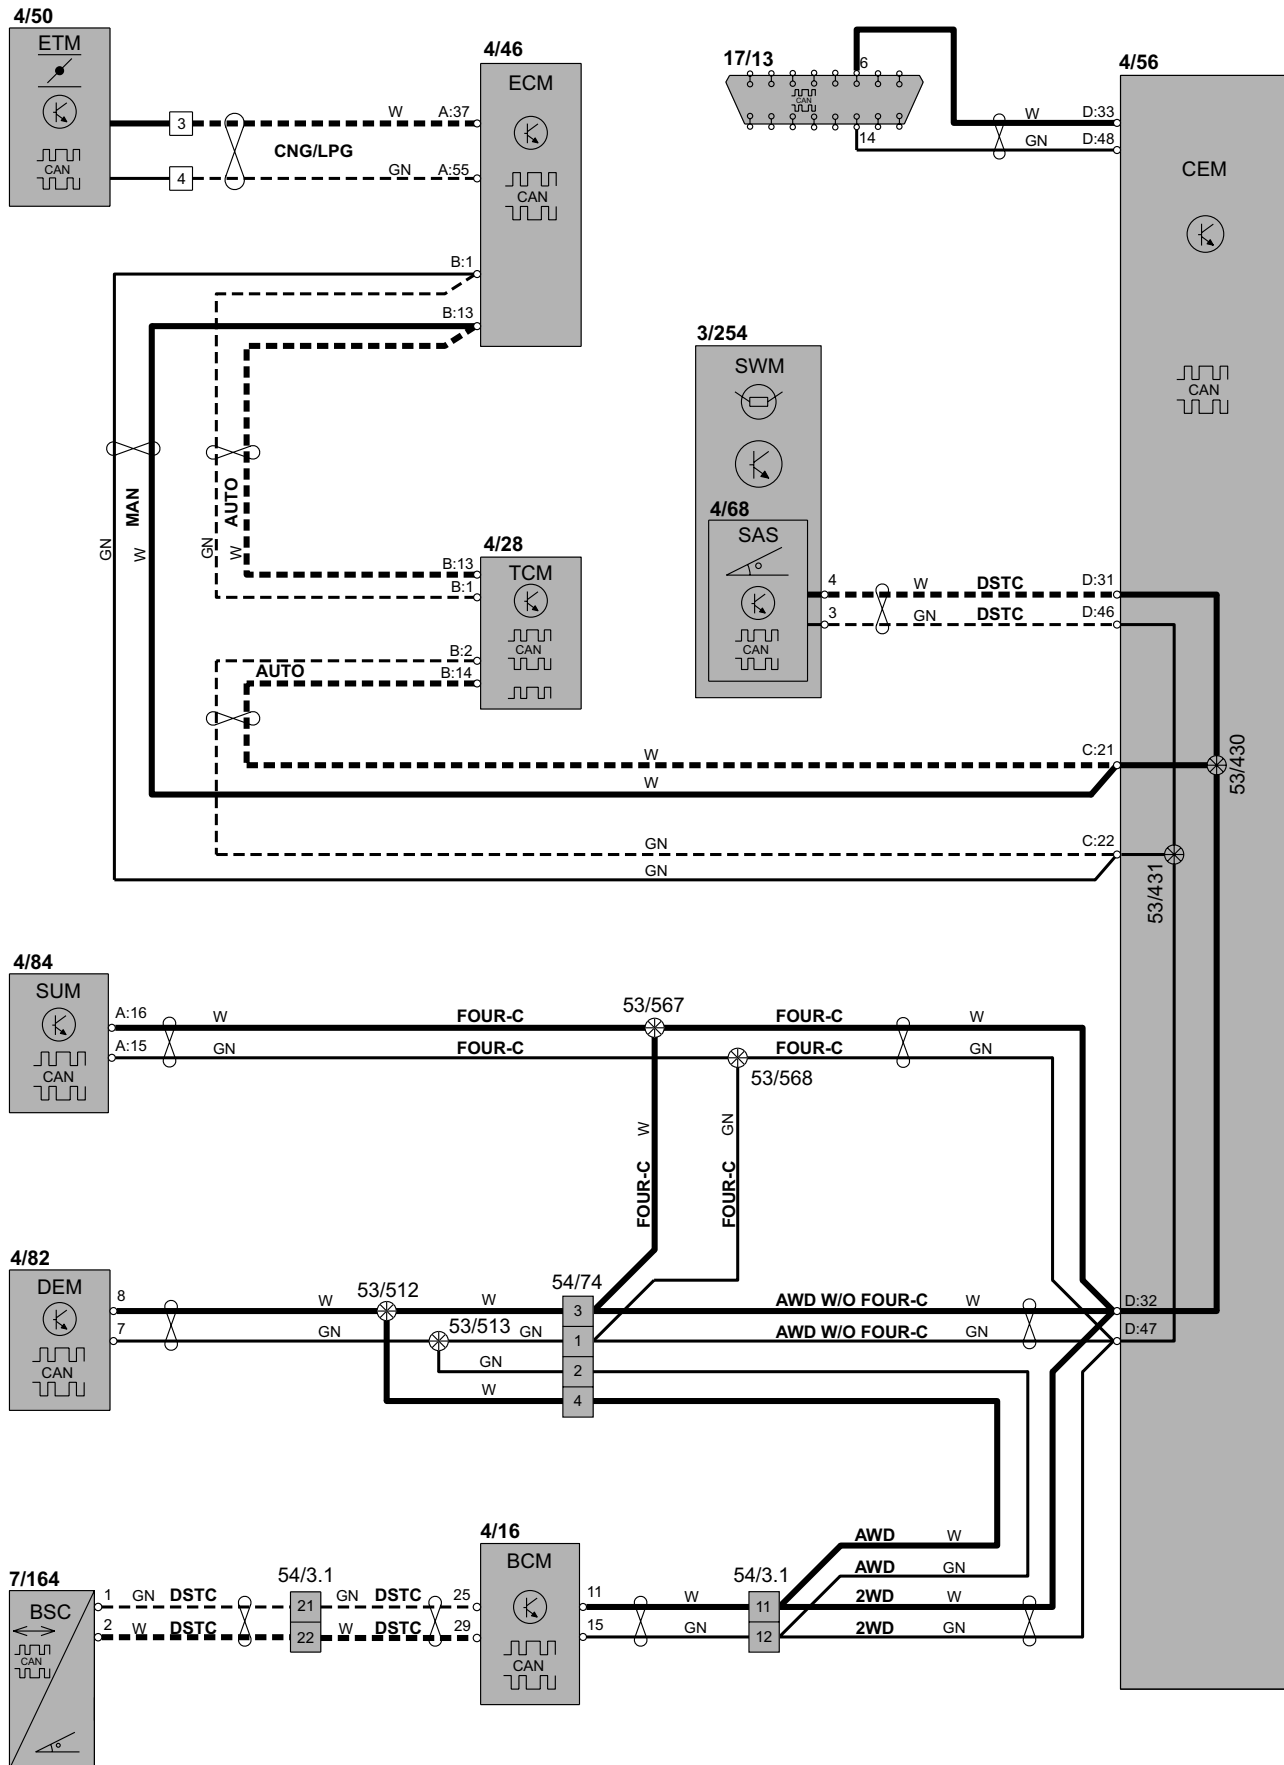 4/50
ETM
CAN
3
4
W
A:37
CNG/LPG
GN
A:55
4/46
ECM
CAN
B:1
B:13
17/13
6
CAN
14
W
D:33
GN
D:48
4/56
CEM
CAN
3/254
SWM
4/68
SAS
CAN
4
W
DSTC
D:31
3
GN
DSTC
D:46
MAN
AUTO
GN
W
GN
W
4/28
B:13
TCM
B:1
CAN
B:2
AUTO
B:14
W
C:21
W
53/430
GN
C:22
GN
53/431
4/84
SUM
CAN
A:16
W
FOUR-C
53/567
FOUR-C
W
A:15
GN
FOUR-C
FOUR-C
GN
53/568
W
GN
FOUR-C
FOUR-C
4/82
DEM
CAN
8
W
53/512
W
54/74
3
AWD W/O FOUR-C
W
D:32
7
GN
53/513
GN
1
AWD W/O FOUR-C
GN
D:47
GN
2
W
4
7/164
BSC
CAN
1
GN
DSTC
54/3.1
21
GN
DSTC
25
2
W
DSTC
22
W
DSTC
29
4/16
BCM
CAN
11
W
54/3.1
11
15
GN
12
AWD
W
AWD
GN
2WD
W
2WD
GN